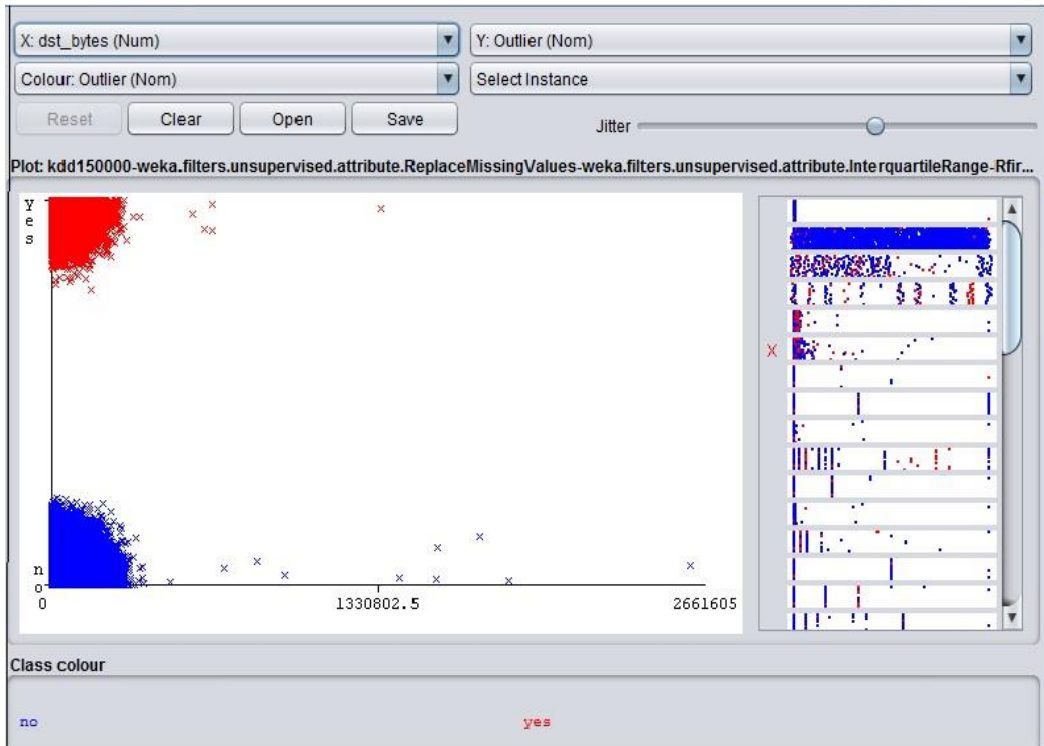 X: dst_bytes (Num) Y: Outlier (Nom)
Colour: Outlier (Nom) Select Instance
Reset Clear Open Save Jitter
Plot: kdd150000-weka.filters.unsupervised.attribute.ReplaceMissingValues-weka.filters.unsupervised.attribute.InterquartileRange-Rfir...
yes
no
0 1330802.5 2661605
X
Class colour
no yes